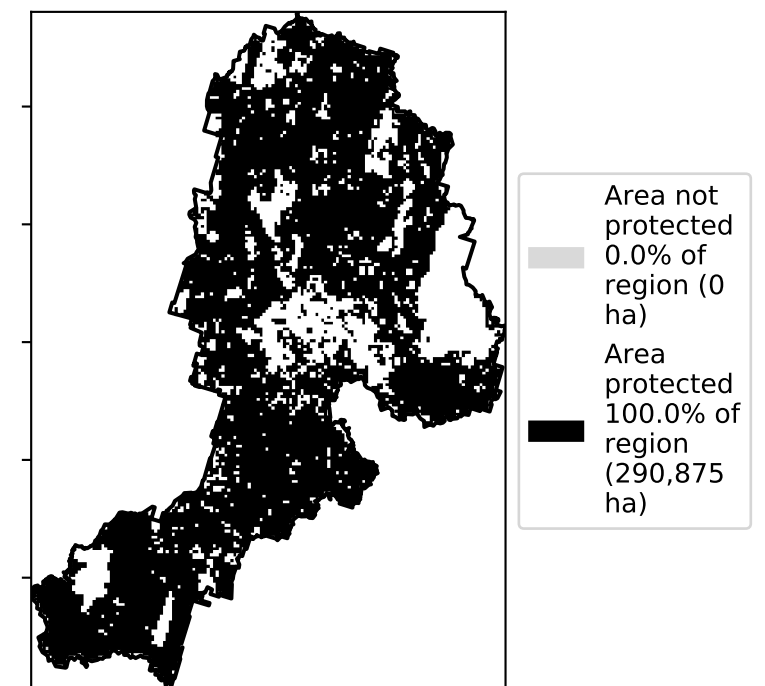 Area not
protected
0.0% of
region (0
ha)
Area
protected
100.0% of
region
(290,875
ha)